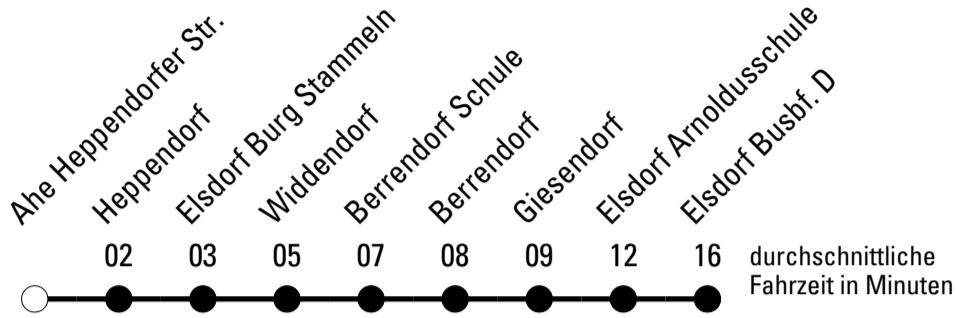 Ahe Heppendorfer Str.
Heppendorf
Elsdorf Burg Stammeln
Widdendorf
Berrendorf Schule
Berrendorf
Giesendorf
Elsdorf Arnoldusschule
Elsdorf Busbf. D
02 03 05 07 08 09 12 16
durchschnittliche
Fahrzeit in Minuten